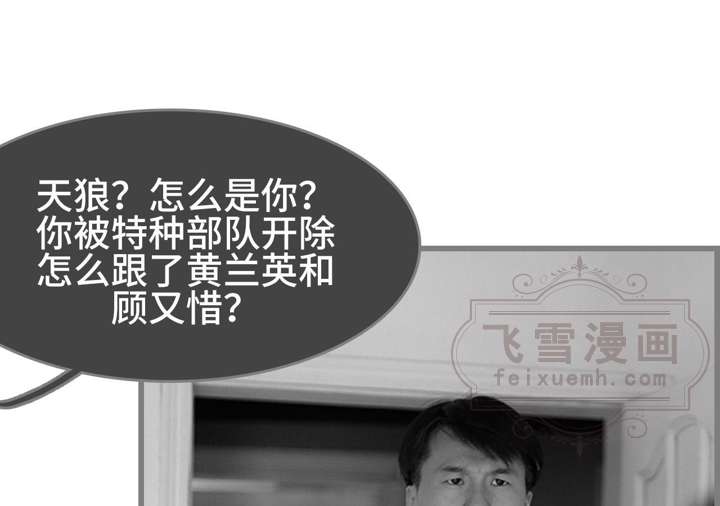 天狼？怎么是你？
你被特种部队开除
怎么跟了黄兰英和
顾又惜？
飞雪漫画
feixuemh.com